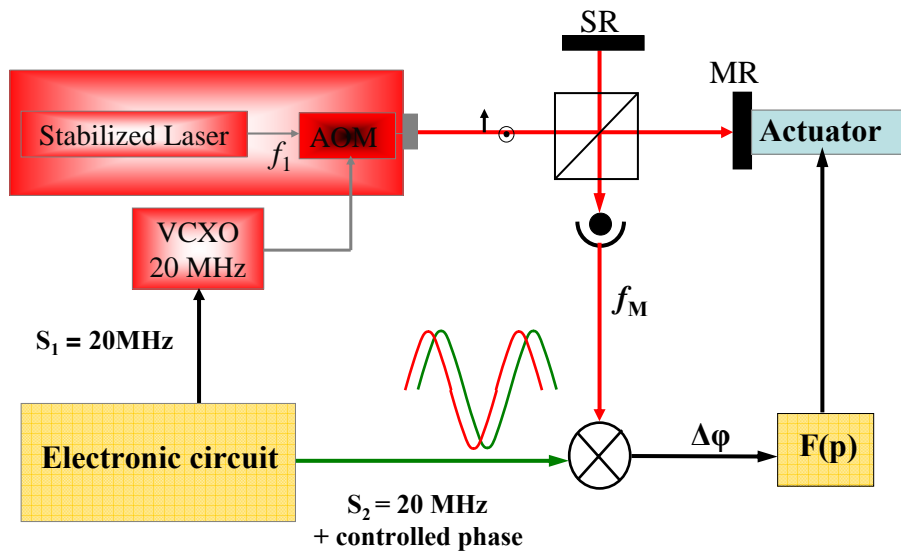 SR
MR
Stabilized Laser
f1
AOM
Actuator
VCXO
20 MHz
fM
S1 = 20MHz
Electronic circuit
Δφ
F(p)
S2 = 20 MHz
+ controlled phase